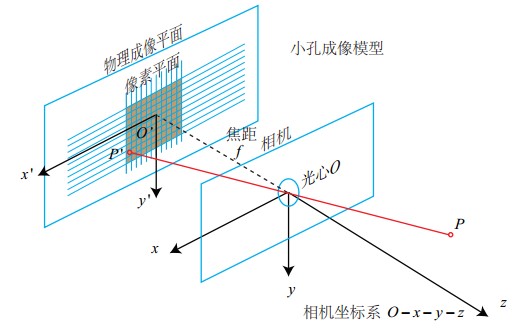 小孔成像模型
物理成像平面
像素平面
O'
P'
x'
y'
焦距
f
相机
光心O
P
x
y
z
相机坐标系 O-x-y-z